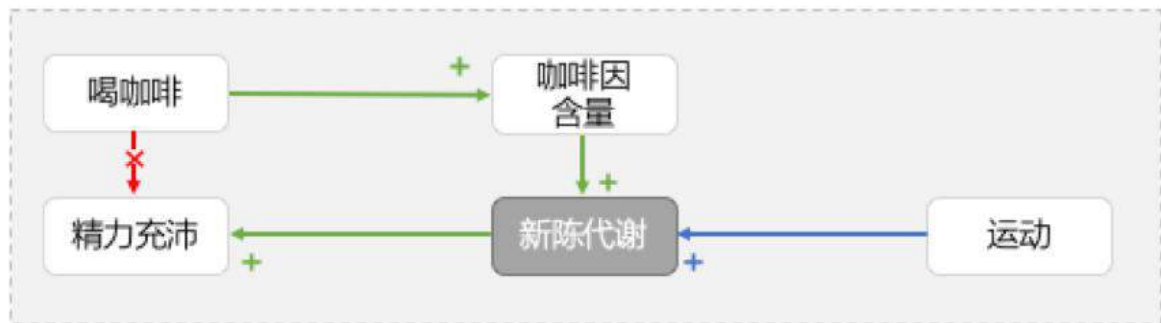 喝咖啡
+
咖啡因
含量
×
+
精力充沛
新陈代谢
运动
+
+